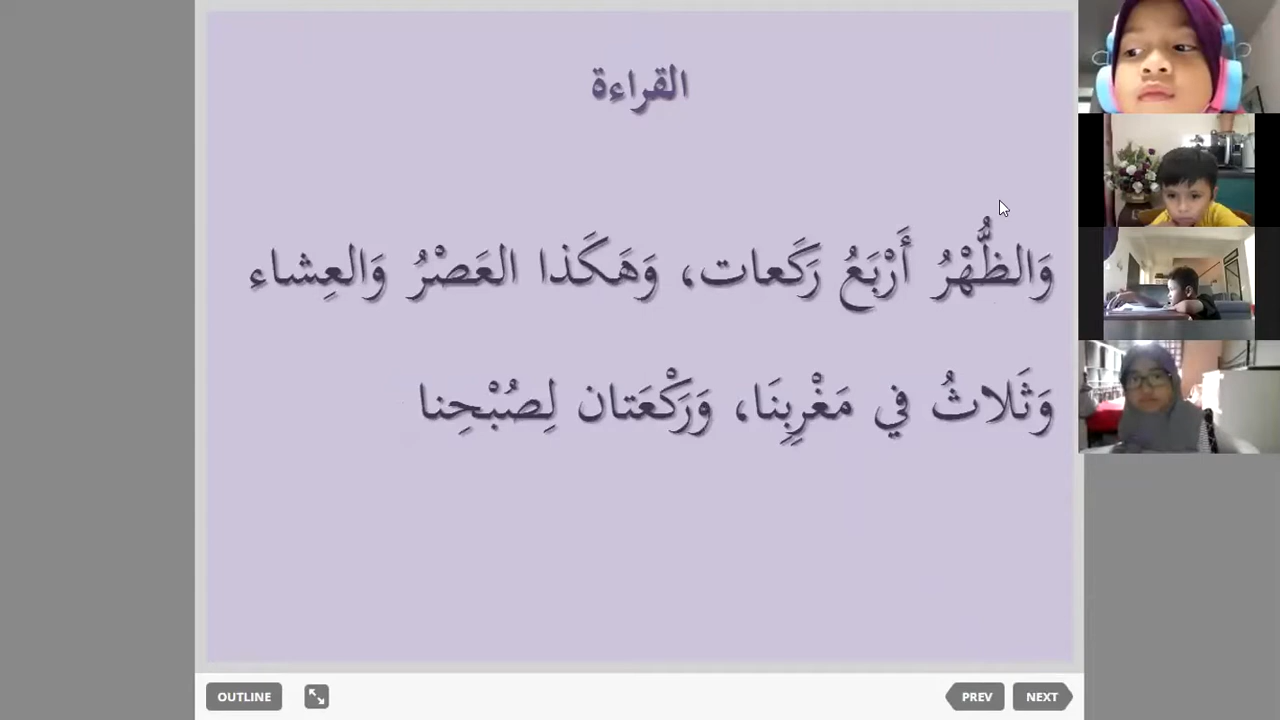 القراءة
وَالظُّهْرُ أَرْبَعُ رَكَعات، وَهَكَذا العَصْرُ وَالعِشاء
وَثَلاثُ في مَغْرِبِنَا، وَرَكْعَتان لِصُبْحِنا
OUTLINE PREV NEXT